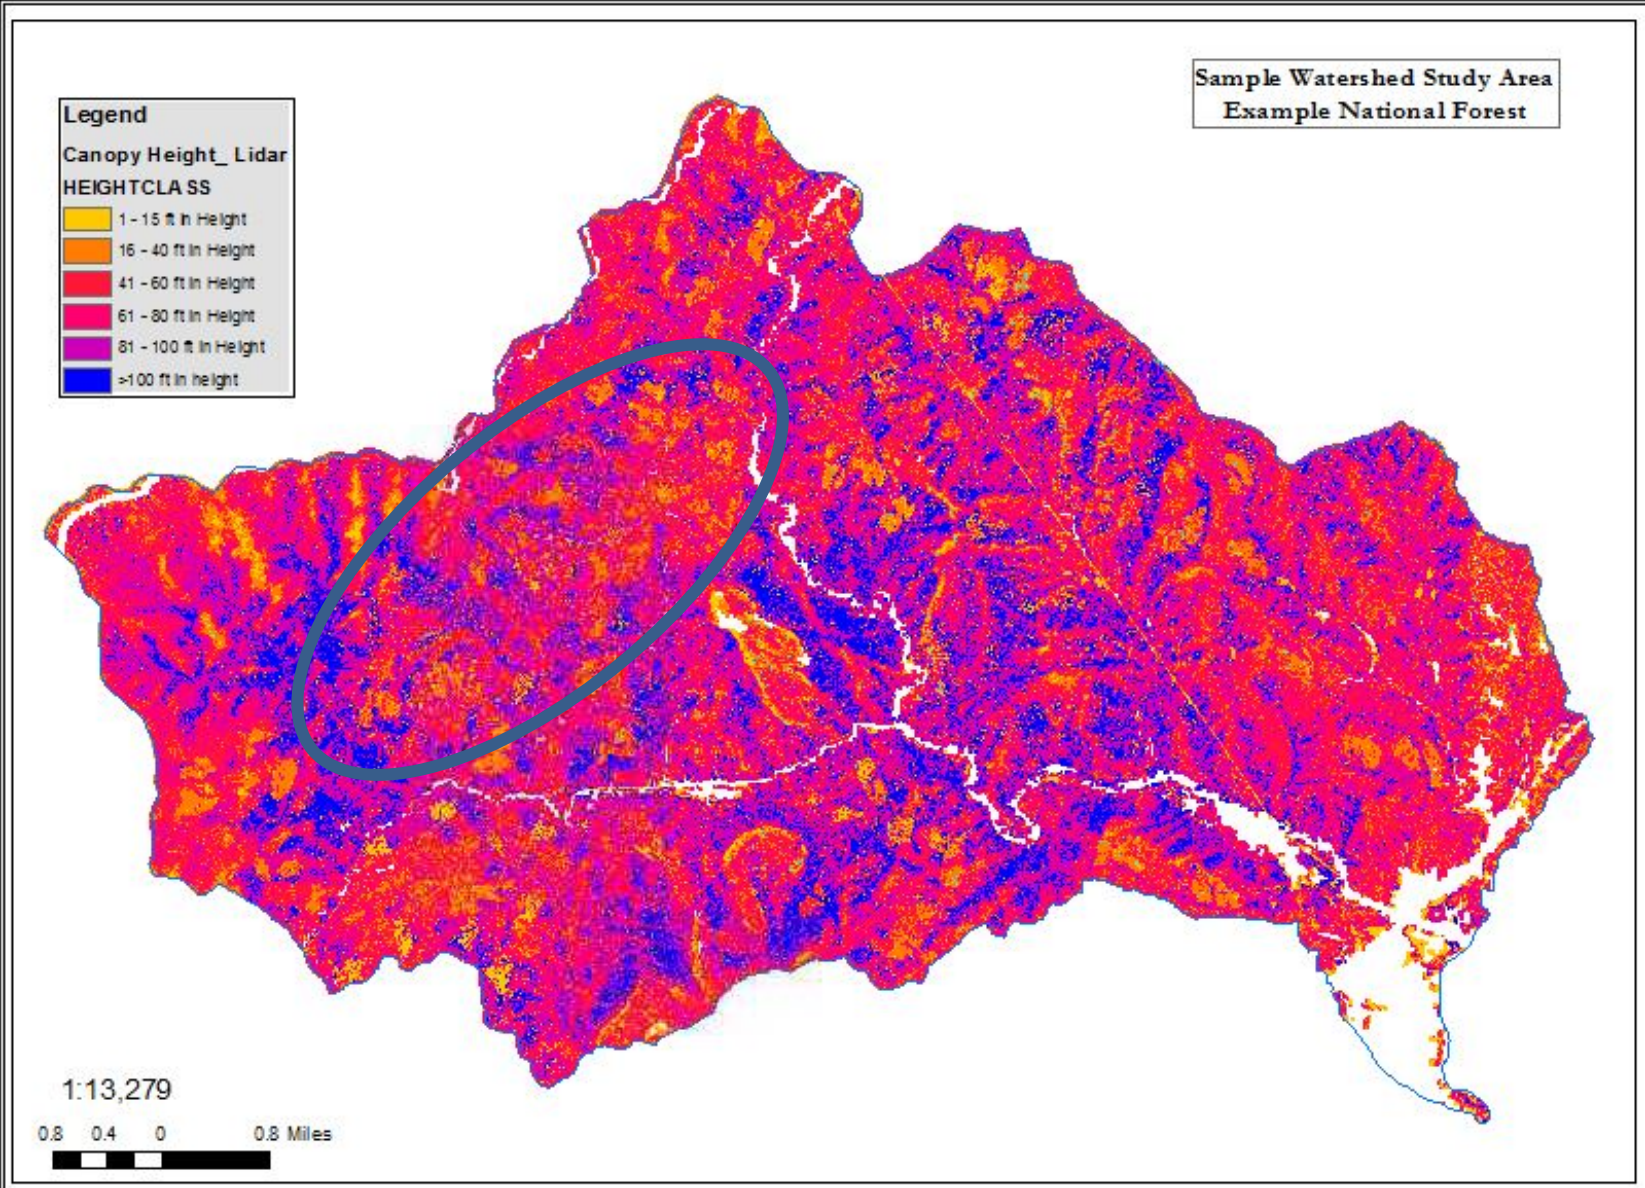 Sample Watershed Study Area
Example National Forest
Legend
Canopy Height_ Lidar
HEIGHTCLASS
1 - 15 ft in Height
16 - 40 ft in Height
41 - 60 ft in Height
61 - 80 ft in Height
81 - 100 ft in Height
>100 ft in height
1:13,279
0.8 0.4 0 0.8 Miles